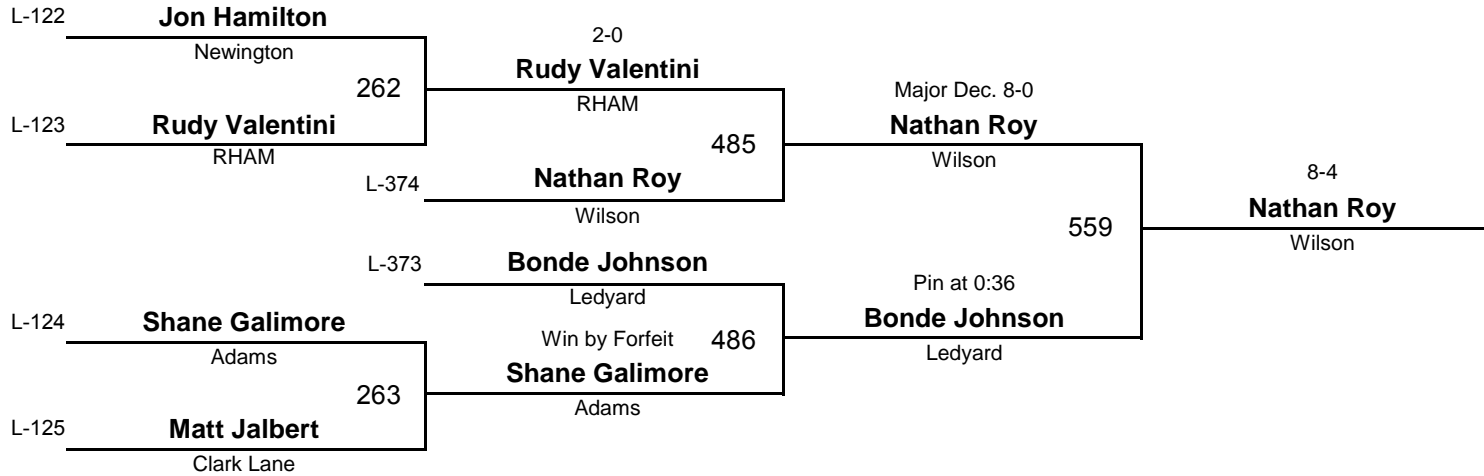 L-122
Jon Hamilton
Newington
262
L-123
Rudy Valentini
RHAM
2-0
Rudy Valentini
RHAM
485
L-374
Nathan Roy
Wilson
Major Dec. 8-0
Nathan Roy
Wilson
559
8-4
Nathan Roy
Wilson
L-373
Bonde Johnson
Ledyard
Win by Forfeit
486
Shane Galimore
Adams
Pin at 0:36
Bonde Johnson
Ledyard
L-124
Shane Galimore
Adams
263
L-125
Matt Jalbert
Clark Lane